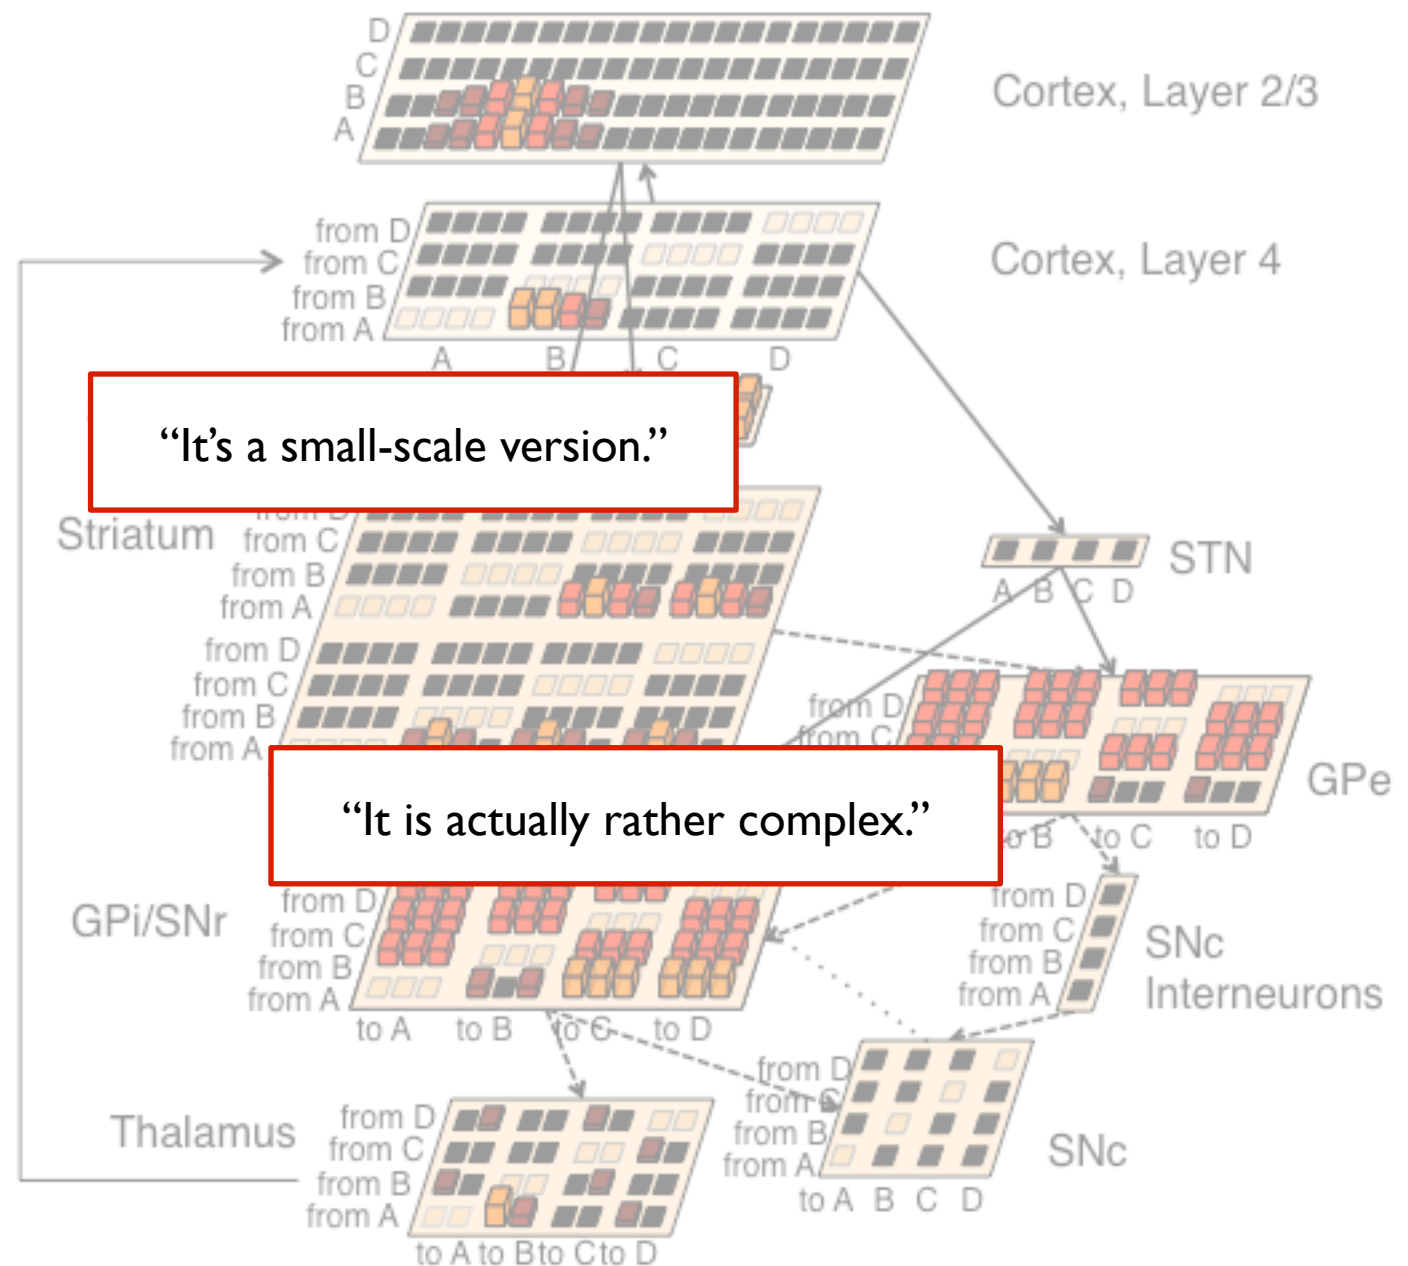 D
C
B
A
Cortex, Layer 2/3
from D
from C
from B
from A
Cortex, Layer 4
A B C D
“It’s a small-scale version.”
Striatum
from D
from C
from B
from A
from D
from C
from B
from A
STN
A B C D
from D
from C
GPe
to B to C to D
“It is actually rather complex.”
GPi/SNr
from D
from C
from B
from A
to A to B to C to D
from D
from C
from B
from A
SNc
Interneurons
from D
from C
from B
from A
SNc
to A B C D
Thalamus
from D
from C
from B
from A
to A to B to C to D